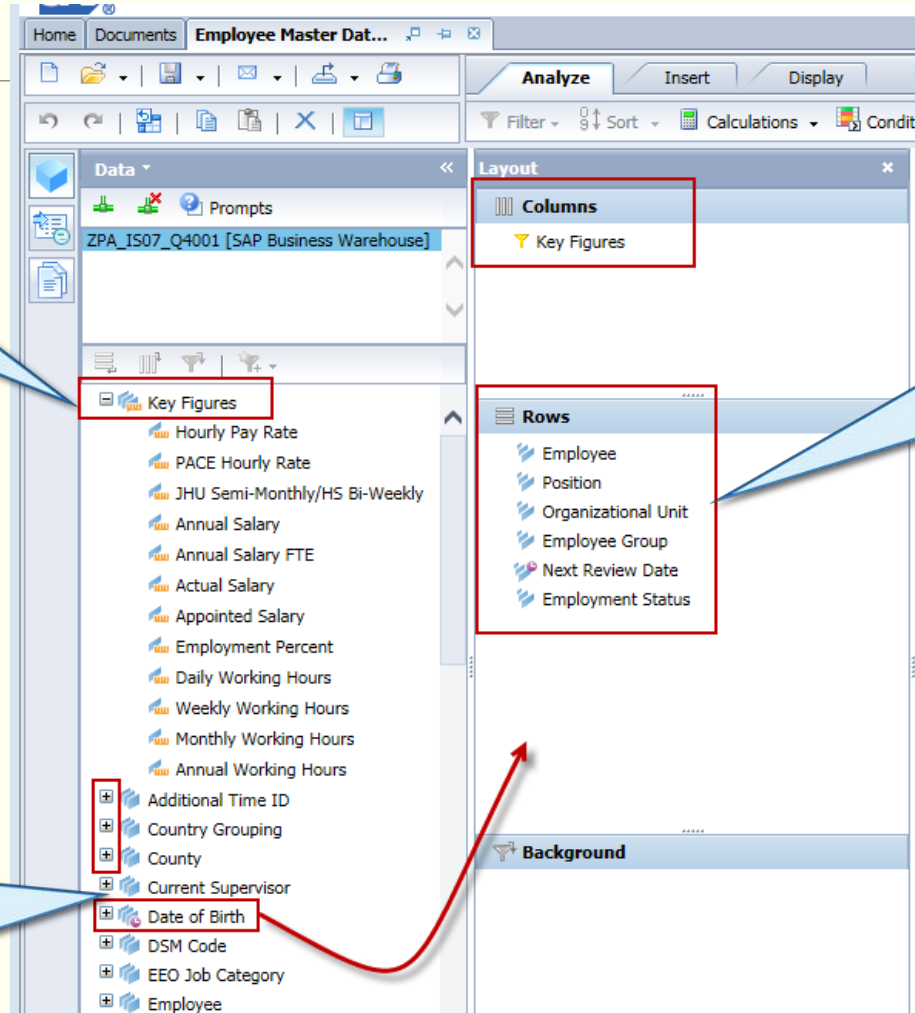 Home Documents Employee Master Dat...
Analyze Insert Display
Filter Sort Calculations Condit
Data
Prompts
ZPA_IS07_Q4001 [SAP Business Warehouse]
Key Figures
Hourly Pay Rate
PACE Hourly Rate
JHU Semi-Monthly/HS Bi-Weekly
Annual Salary
Annual Salary FTE
Actual Salary
Appointed Salary
Employment Percent
Daily Working Hours
Weekly Working Hours
Monthly Working Hours
Annual Working Hours
Additional Time ID
Country Grouping
County
Current Supervisor
Date of Birth
DSM Code
EEO Job Category
Employee
Layout
Columns
Key Figures
Rows
Employee
Position
Organizational Unit
Employee Group
Next Review Date
Employment Status
Background